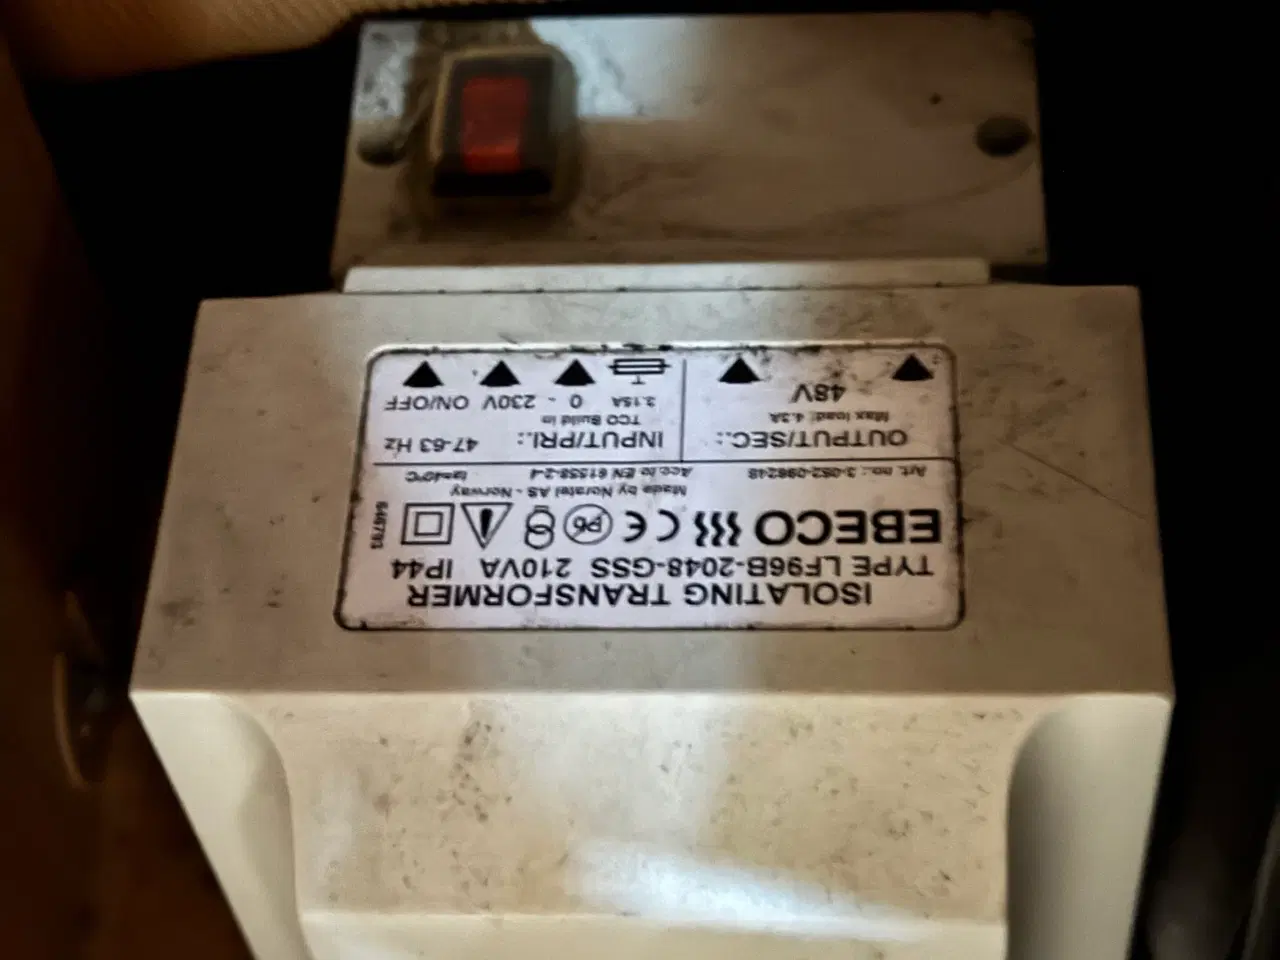 ISOLATING TRANSFORMER
TYPE LF96B-2048-GSS 210VA IP44
EBECO
Made by Noratel AS - Norway
646793
Art. no.: 3-052-098248 Acc.to EN 61558-2-4 ta=40°C
OUTPUT/SEC.: INPUT/PRI.: 47-63 Hz
Max load: 4.3A TCO Build in
48V 3.15A 0 - 230V ON/OFF
T